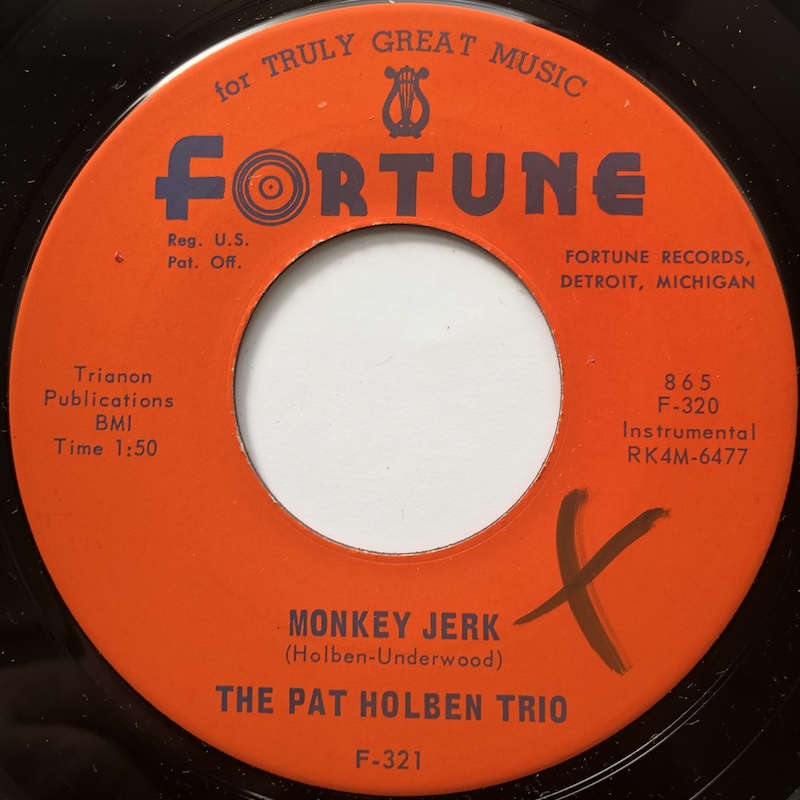 for TRULY GREAT MUSIC
FORTUNE
Reg. U.S.
Pat. Off.
FORTUNE RECORDS,
DETROIT, MICHIGAN
Trianon
Publications
BMI
Time 1:50
865
F-320
Instrumental
RK4M-6477
MONKEY JERK
(Holben-Underwood)
THE PAT HOLBEN TRIO
F-321